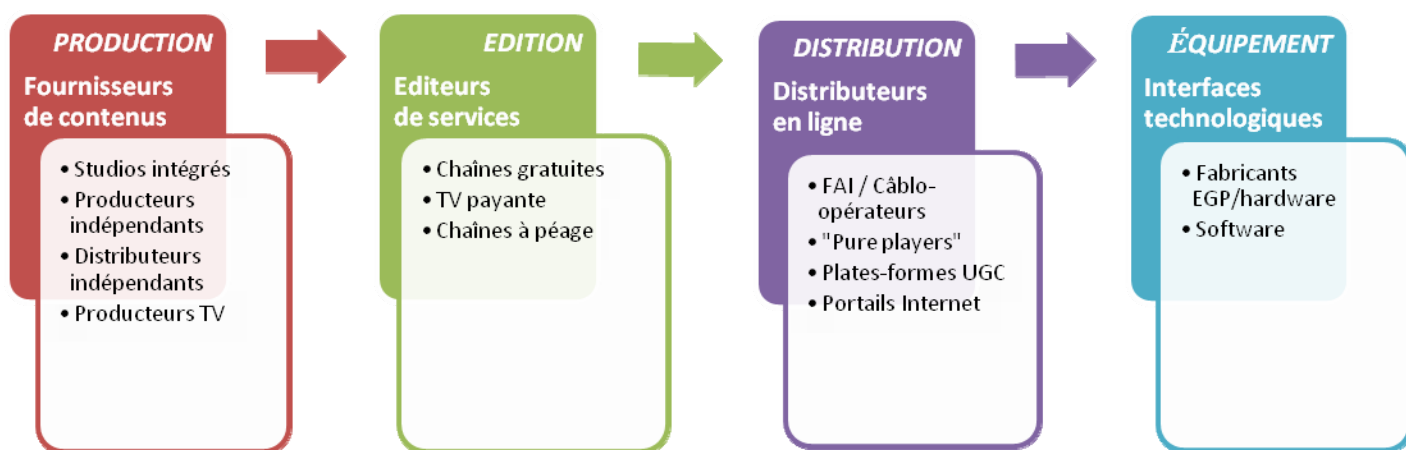 PRODUCTION
Fournisseurs
de contenus
• Studios intégrés
• Producteurs
indépendants
• Distributeurs
indépendants
• Producteurs TV
EDITION
Editeurs
de services
• Chaînes gratuites
• TV payante
• Chaînes à péage
DISTRIBUTION
Distributeurs
en ligne
• FAI / Câblo-
opérateurs
• "Pure players"
• Plates-formes UGC
• Portails Internet
ÉQUIPEMENT
Interfaces
technologiques
• Fabricants
EGP/hardware
• Software